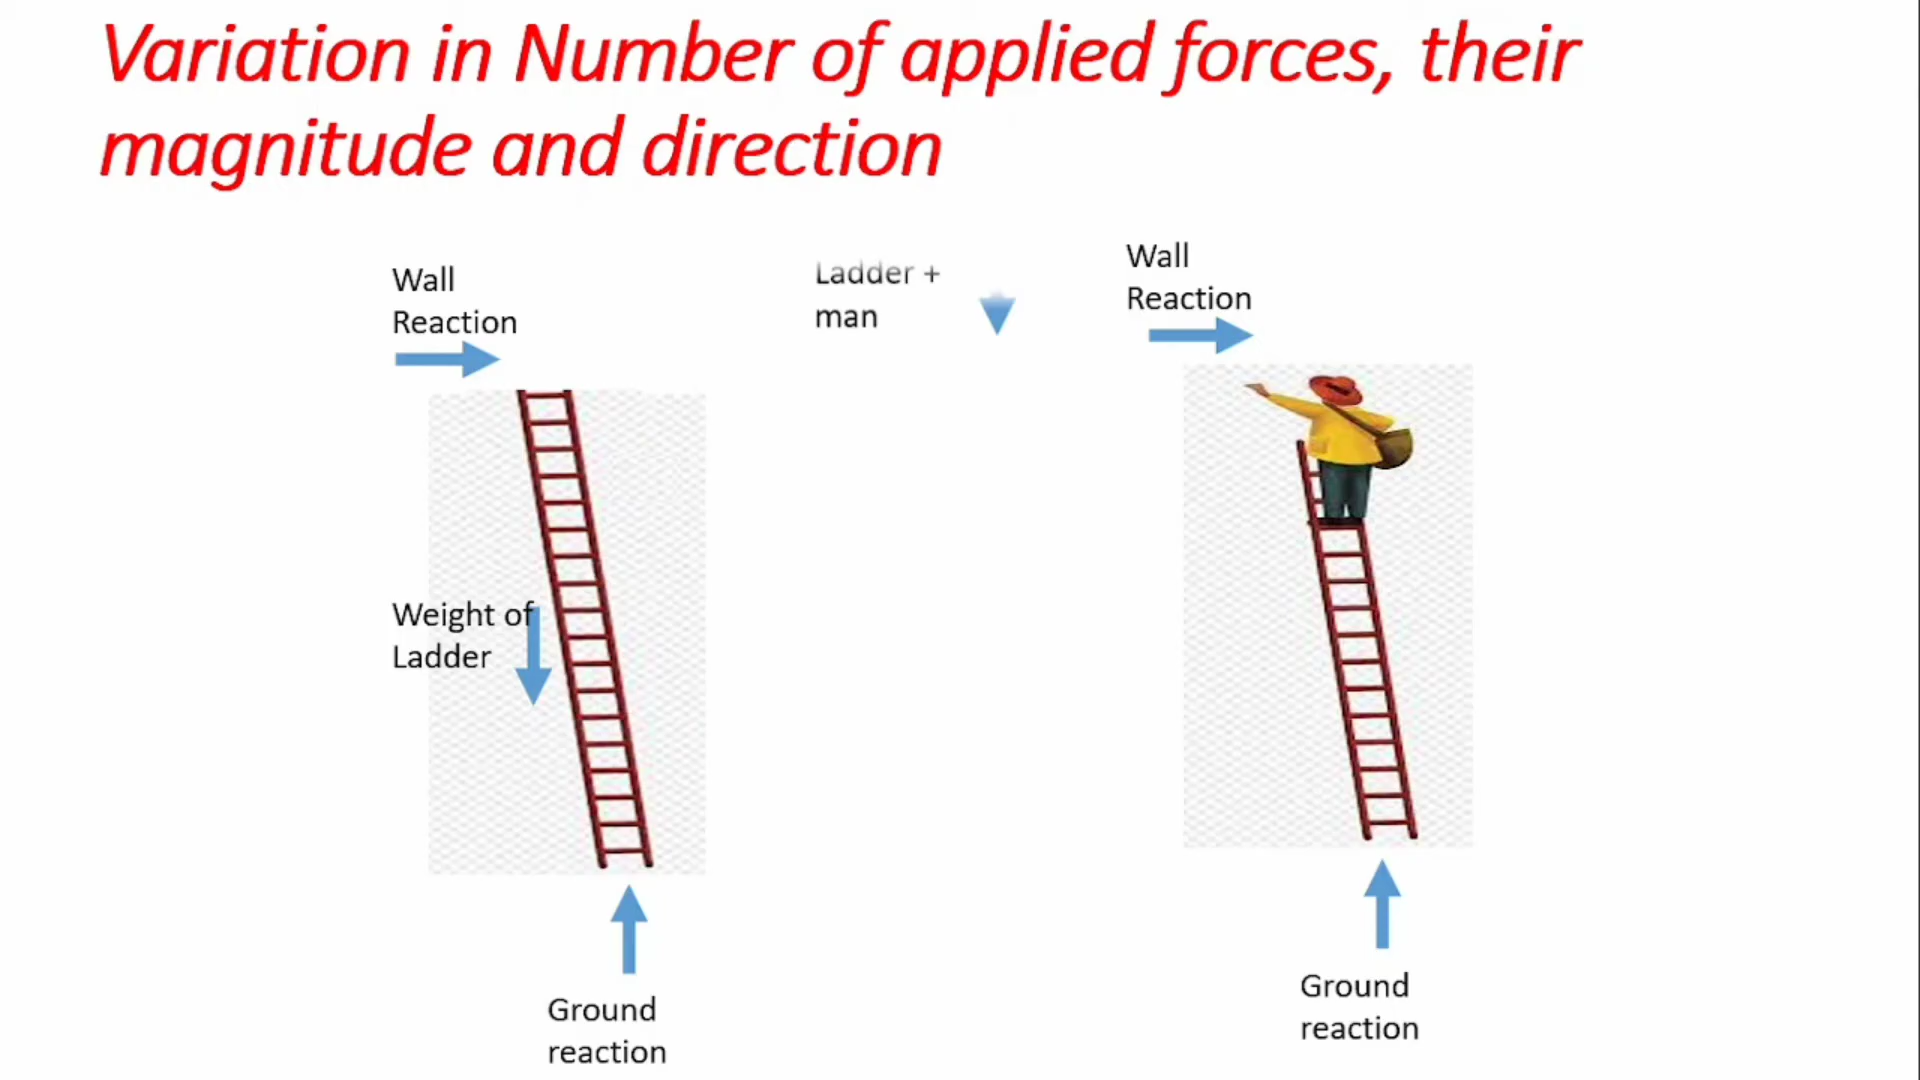 Variation in Number of applied forces, their
magnitude and direction
Wall
Reaction
Weight of
Ladder
Ground
reaction
Ladder +
man
Wall
Reaction
Ground
reaction